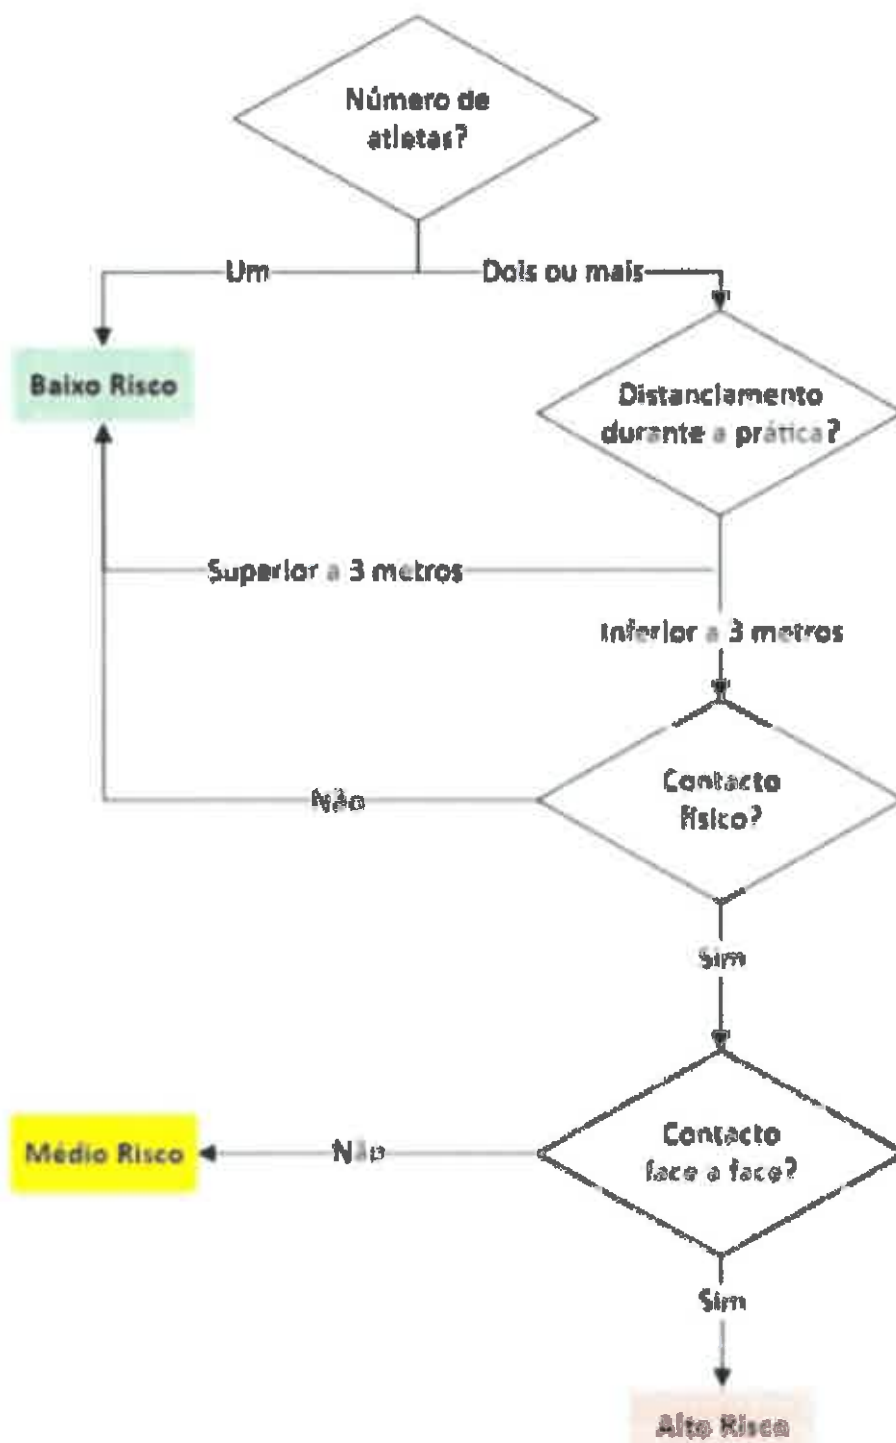 Número de
atletas?
Um
Dois ou mais
Baixo Risco
Distanciamento
durante a prática?
Superior a 3 metros
Inferior a 3 metros
Contacto
físico?
Não
Sim
Contacto
face a face?
Médio Risco
Não
Sim
Alto Risco